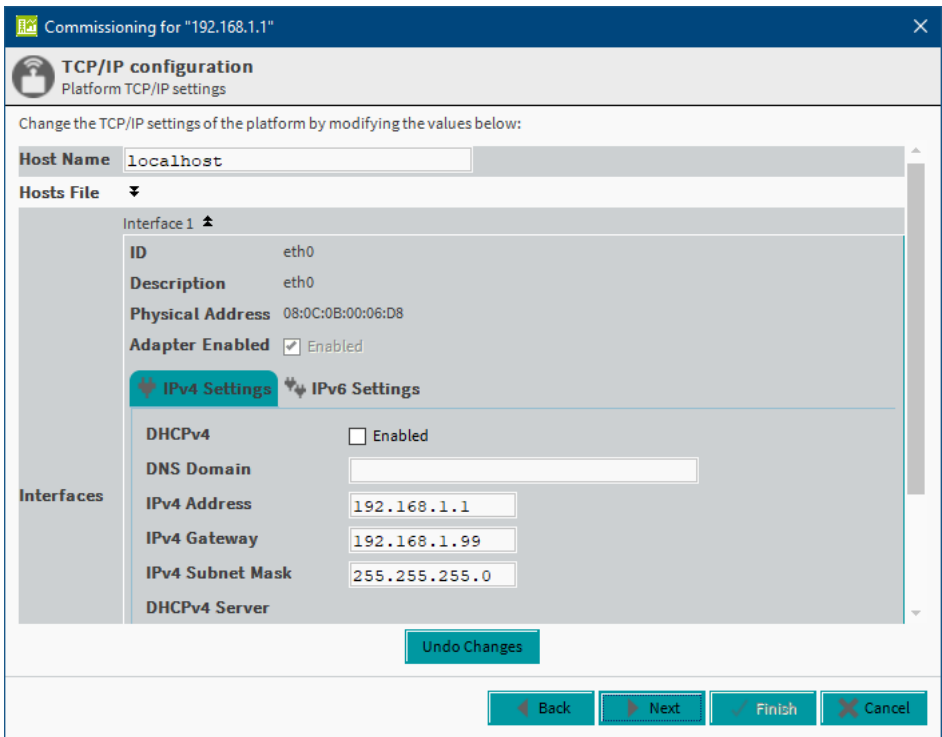 Commissioning for "192.168.1.1"
TCP/IP configuration
Platform TCP/IP settings
Change the TCP/IP settings of the platform by modifying the values below:
Host Name localhost
Hosts File
Interface 1
ID eth0
Description eth0
Physical Address 08:0C:0B:00:06:D8
Adapter Enabled Enabled
IPv4 Settings IPv6 Settings
DHCPv4 Enabled
DNS Domain
Interfaces
IPv4 Address 192.168.1.1
IPv4 Gateway 192.168.1.99
IPv4 Subnet Mask 255.255.255.0
DHCPv4 Server
Undo Changes
Back Next Finish Cancel